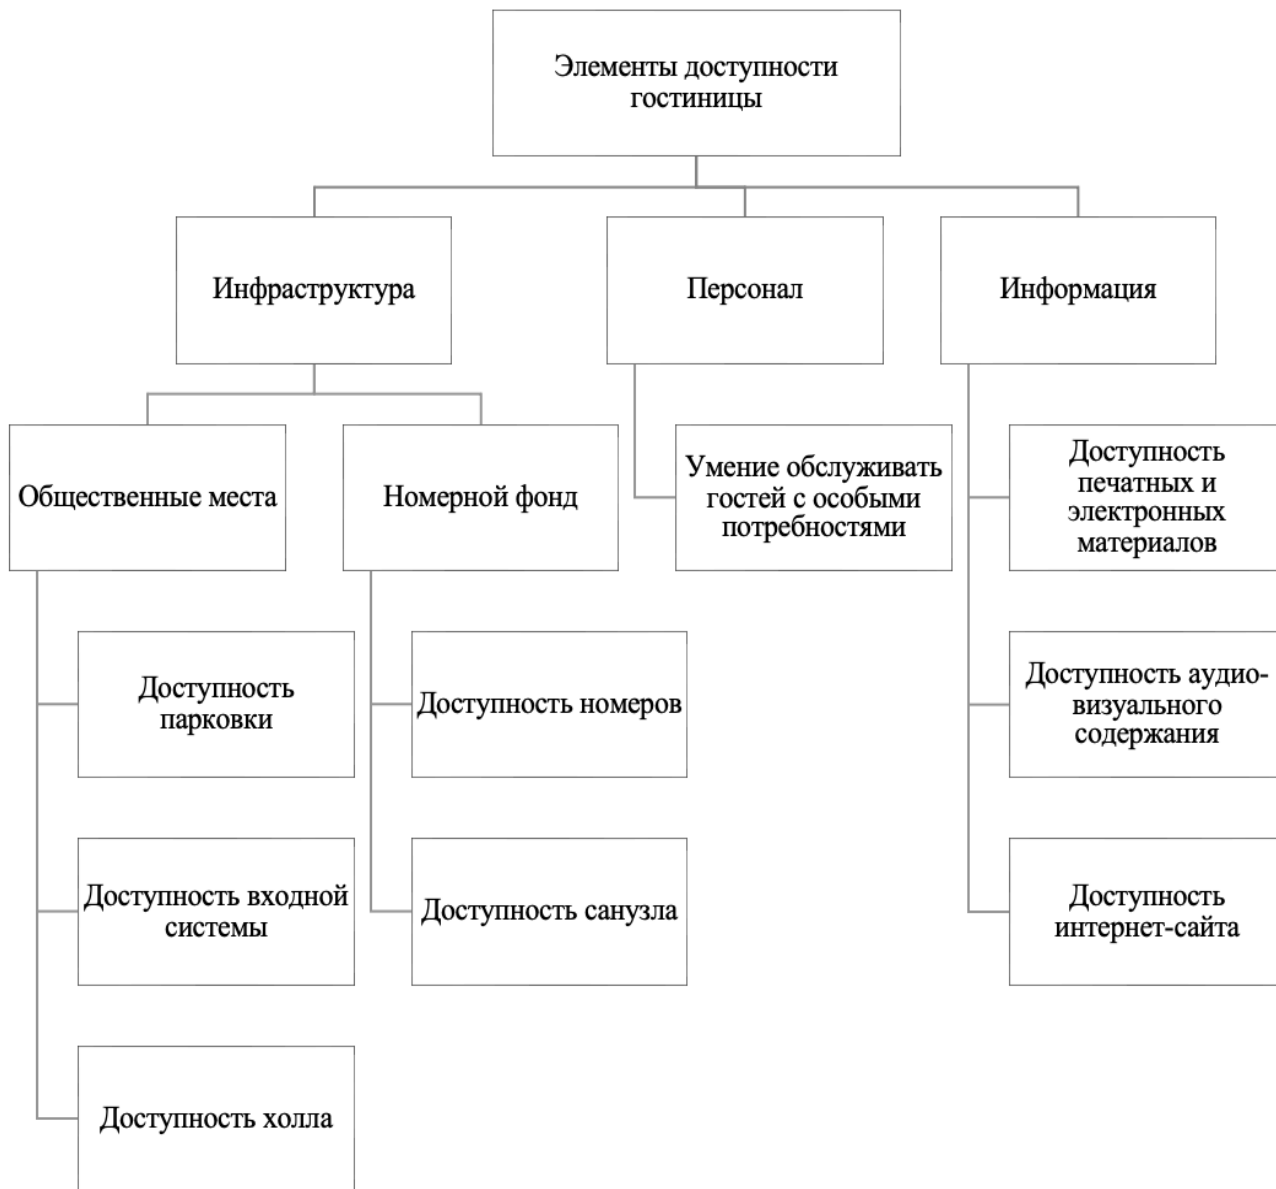 Элементы доступности
гостиницы
Инфраструктура
Персонал
Информация
Общественные места
Номерной фонд
Умение обслуживать
гостей с особыми
потребностями
Доступность
печатных и
электронных
материалов
Доступность
парковки
Доступность номеров
Доступность аудио-
визуального
содержания
Доступность входной
системы
Доступность санузла
Доступность
интернет-сайта
Доступность холла